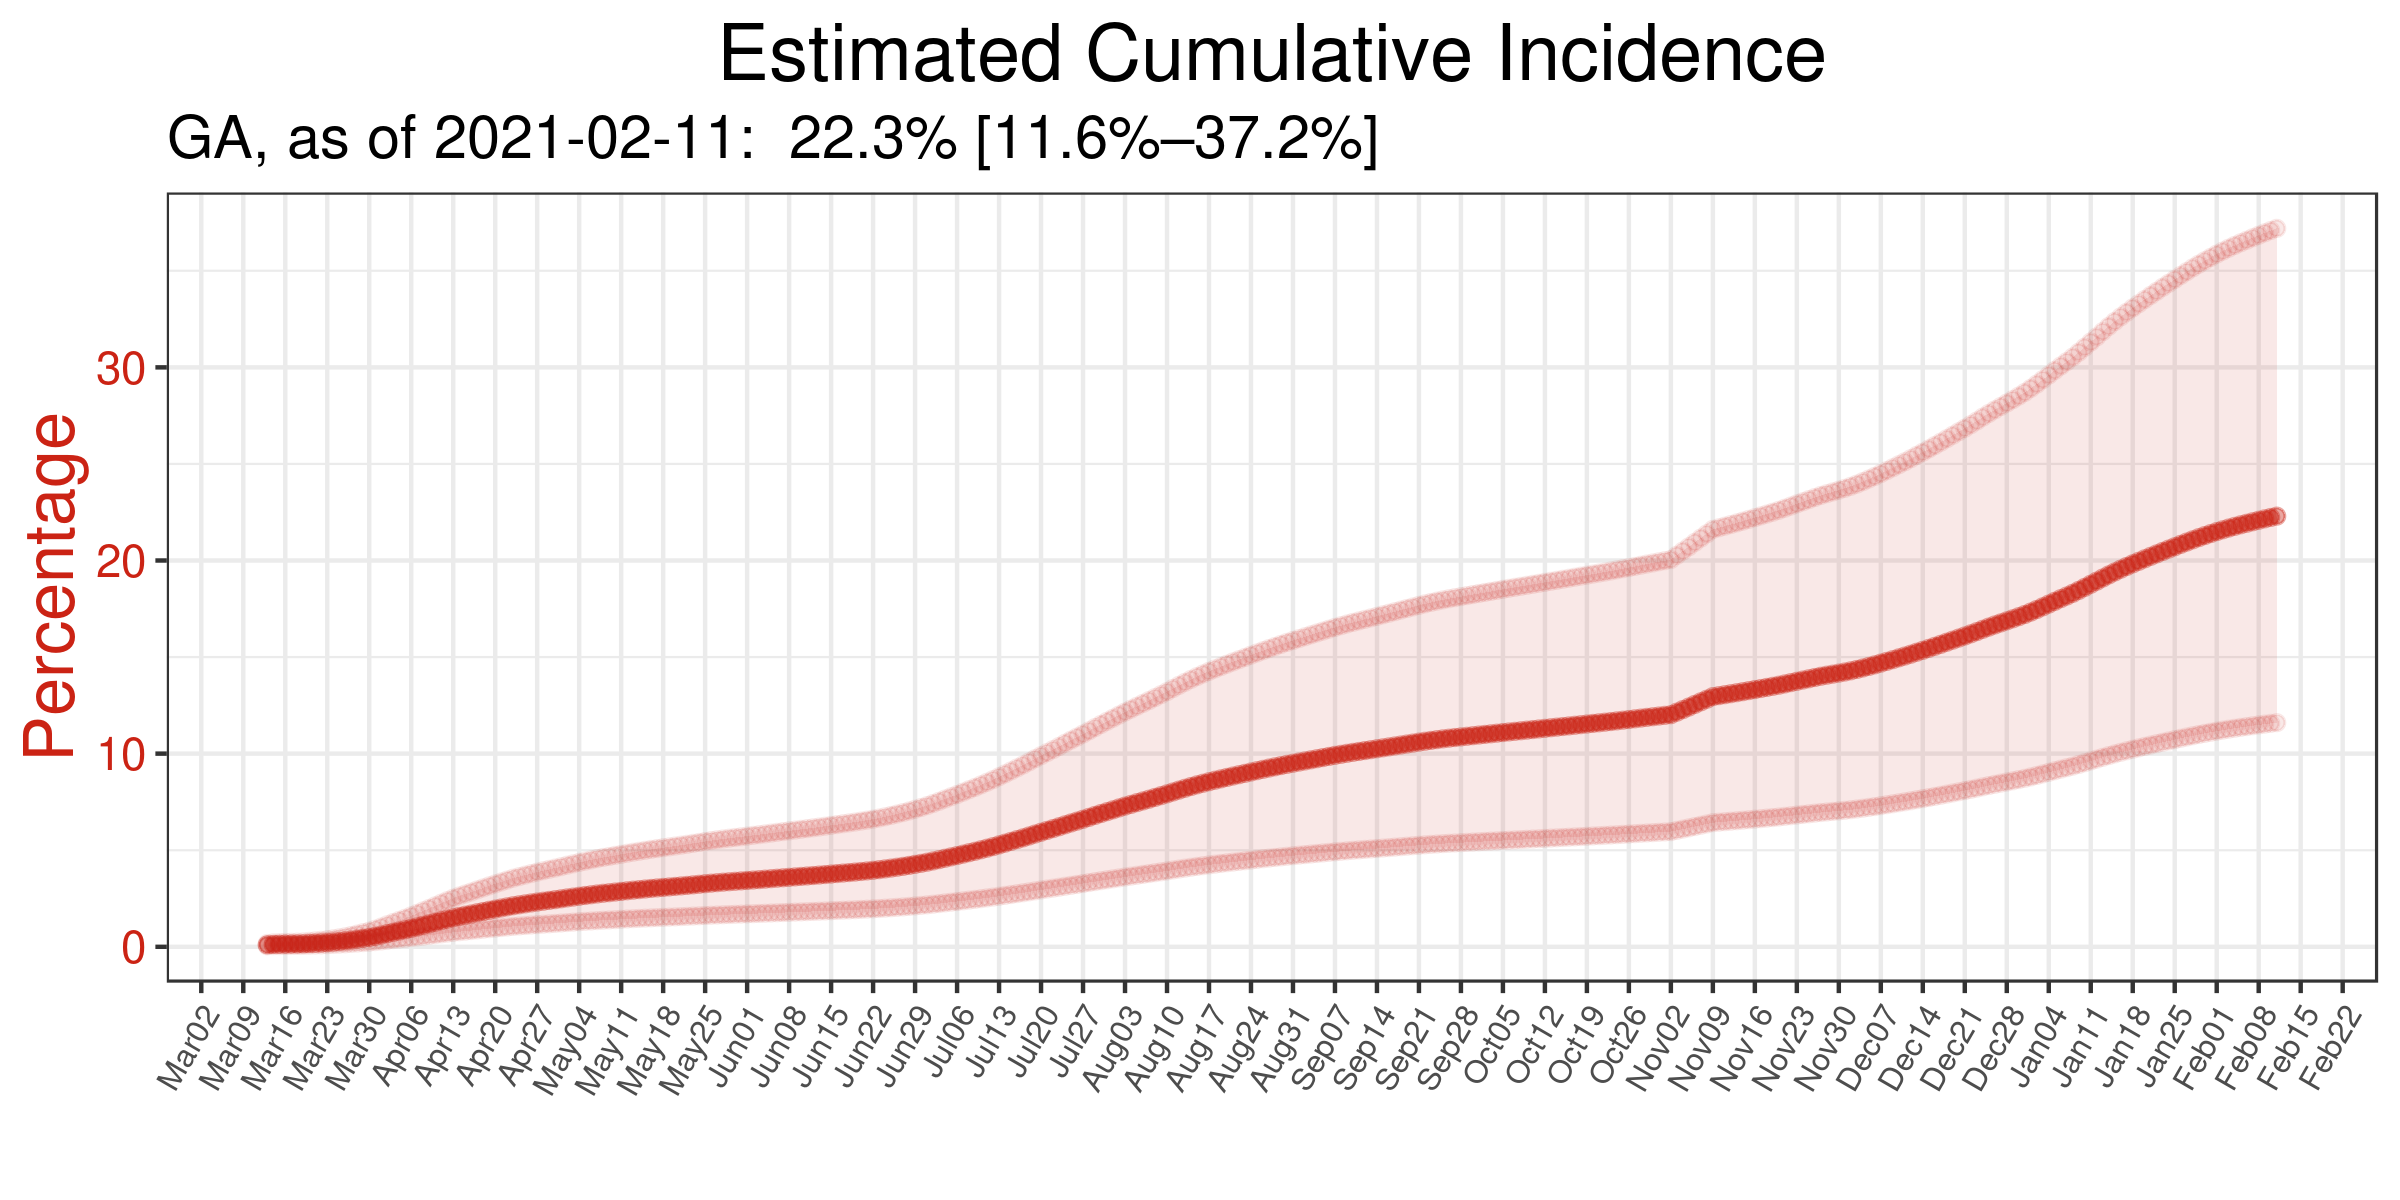 Estimated Cumulative Incidence
GA, as of 2021-02-11:  22.3% [11.6%–37.2%]
Percentage
30
20
10
0
Mar02 Mar09 Mar16 Mar23 Mar30 Apr06 Apr13 Apr20 Apr27 May04 May11 May18 May25 Jun01 Jun08 Jun15 Jun22 Jun29 Jul06 Jul13 Jul20 Jul27 Aug03 Aug10 Aug17 Aug24 Aug31 Sep07 Sep14 Sep21 Sep28 Oct05 Oct12 Oct19 Oct26 Nov02 Nov09 Nov16 Nov23 Nov30 Dec07 Dec14 Dec21 Dec28 Jan04 Jan11 Jan18 Jan25 Feb01 Feb08 Feb15 Feb22